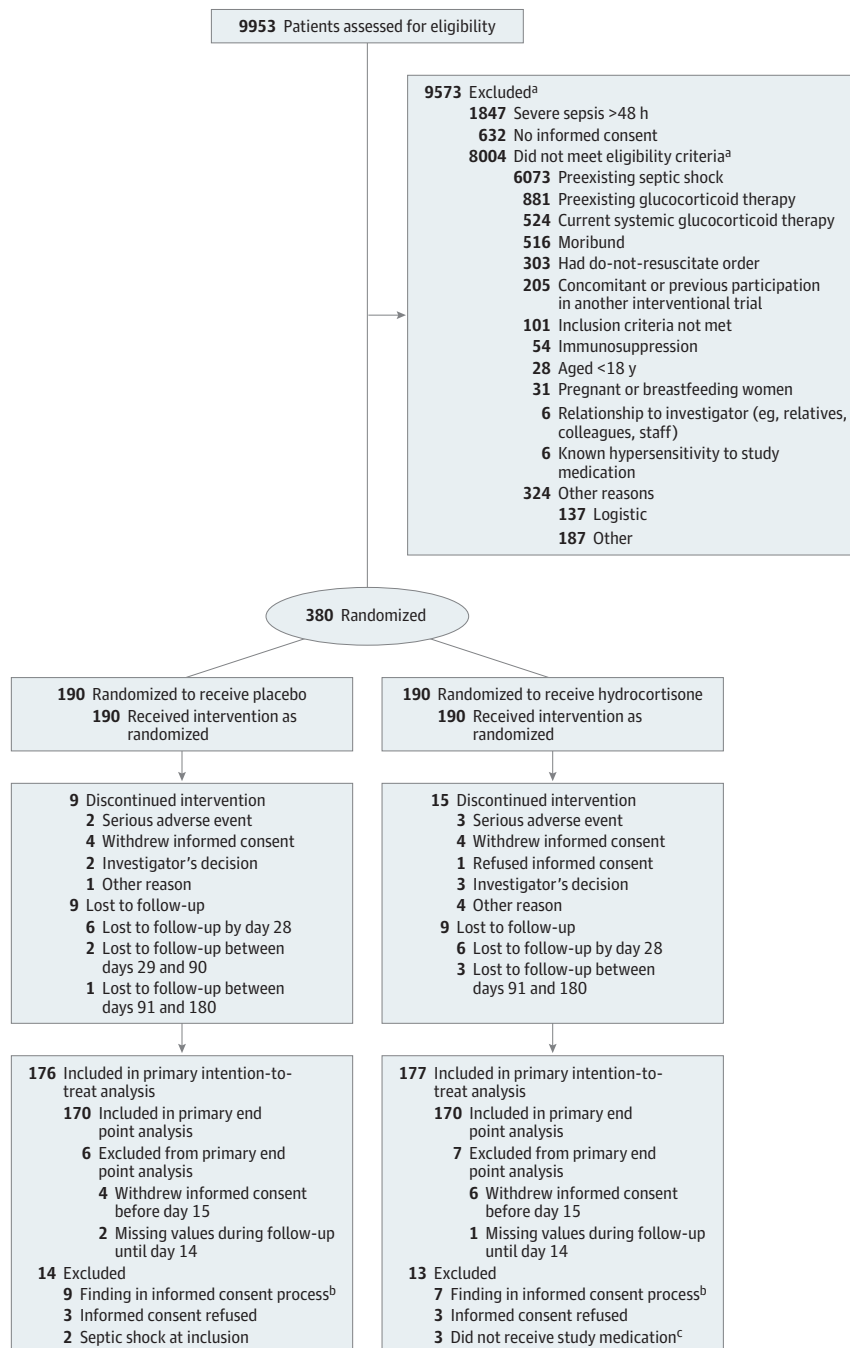 9953 Patients assessed for eligibility
9573 Excludedᵃ
1847 Severe sepsis >48 h
632 No informed consent
8004 Did not meet eligibility criteriaᵃ
6073 Preexisting septic shock
881 Preexisting glucocorticoid therapy
524 Current systemic glucocorticoid therapy
516 Moribund
303 Had do-not-resuscitate order
205 Concomitant or previous participation
in another interventional trial
101 Inclusion criteria not met
54 Immunosuppression
28 Aged <18 y
31 Pregnant or breastfeeding women
6 Relationship to investigator (eg, relatives,
colleagues, staff)
6 Known hypersensitivity to study
medication
324 Other reasons
137 Logistic
187 Other
380 Randomized
190 Randomized to receive placebo
190 Received intervention as
randomized
190 Randomized to receive hydrocortisone
190 Received intervention as
randomized
9 Discontinued intervention
2 Serious adverse event
4 Withdrew informed consent
2 Investigator's decision
1 Other reason
9 Lost to follow-up
6 Lost to follow-up by day 28
2 Lost to follow-up between
days 29 and 90
1 Lost to follow-up between
days 91 and 180
15 Discontinued intervention
3 Serious adverse event
4 Withdrew informed consent
1 Refused informed consent
3 Investigator's decision
4 Other reason
9 Lost to follow-up
6 Lost to follow-up by day 28
3 Lost to follow-up between
days 91 and 180
176 Included in primary intention-to-
treat analysis
170 Included in primary end
point analysis
6 Excluded from primary end
point analysis
4 Withdrew informed consent
before day 15
2 Missing values during follow-up
until day 14
14 Excluded
9 Finding in informed consent processᵇ
3 Informed consent refused
2 Septic shock at inclusion
177 Included in primary intention-to-
treat analysis
170 Included in primary end
point analysis
7 Excluded from primary end
point analysis
6 Withdrew informed consent
before day 15
1 Missing values during follow-up
until day 14
13 Excluded
7 Finding in informed consent processᵇ
3 Informed consent refused
3 Did not receive study medicationᶜ